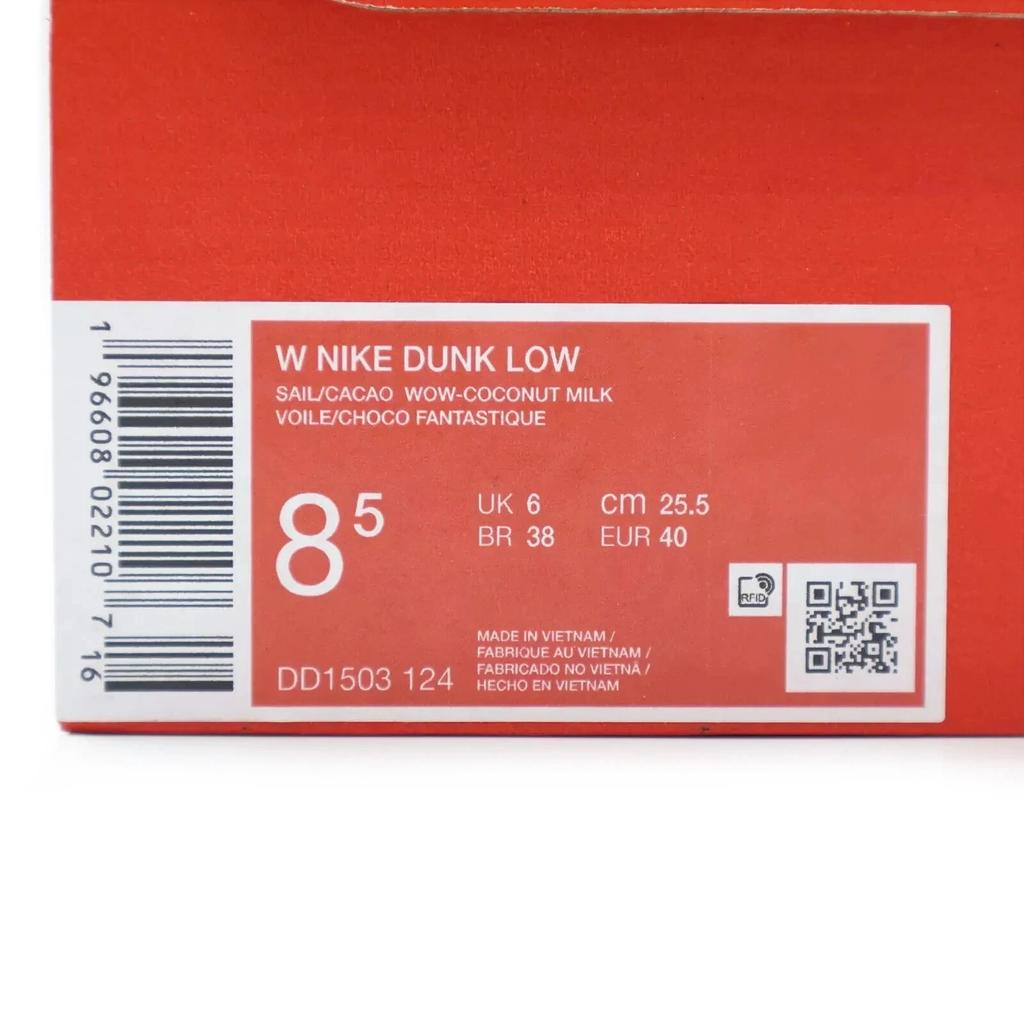 W NIKE DUNK LOW
SAIL/CACAO WOW-COCONUT MILK
VOILE/CHOCO FANTASTIQUE
8 5
UK 6 cm 25.5
BR 38 EUR 40
RFID
MADE IN VIETNAM /
FABRIQUE AU VIETNAM /
FABRICADO NO VIETNÃ /
HECHO EN VIETNAM
DD1503 124
1 96608 02210 7 16